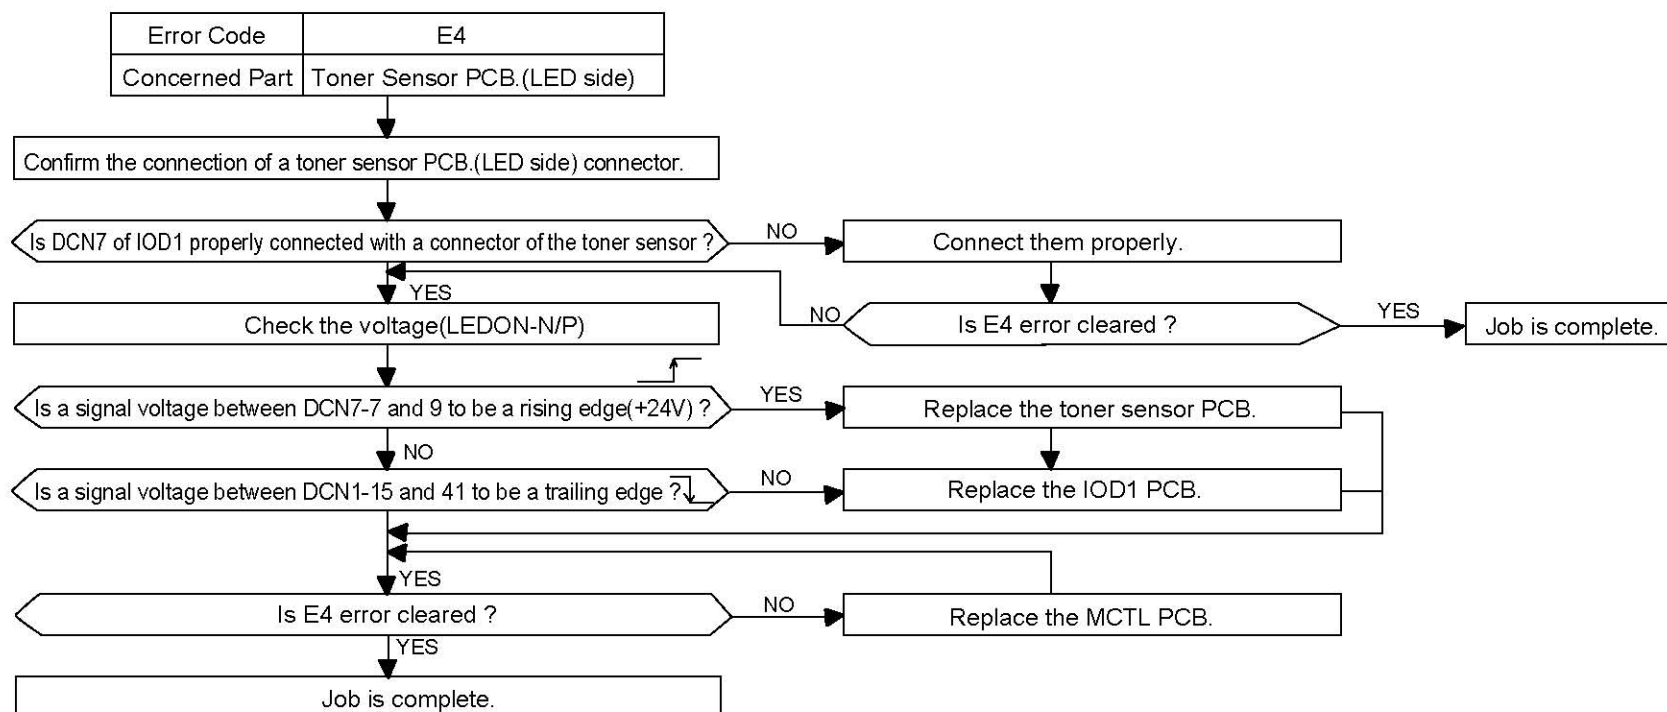 Error Code E4
Concerned Part Toner Sensor PCB.(LED side)
Confirm the connection of a toner sensor PCB.(LED side) connector.
Is DCN7 of IOD1 properly connected with a connector of the toner sensor ?
NO
Connect them properly.
YES
Check the voltage(LEDON-N/P)
NO
Is E4 error cleared ?
YES
Job is complete.
Is a signal voltage between DCN7-7 and 9 to be a rising edge(+24V) ?
YES
Replace the toner sensor PCB.
NO
Is a signal voltage between DCN1-15 and 41 to be a trailing edge ?
NO
Replace the IOD1 PCB.
YES
Is E4 error cleared ?
NO
Replace the MCTL PCB.
YES
Job is complete.